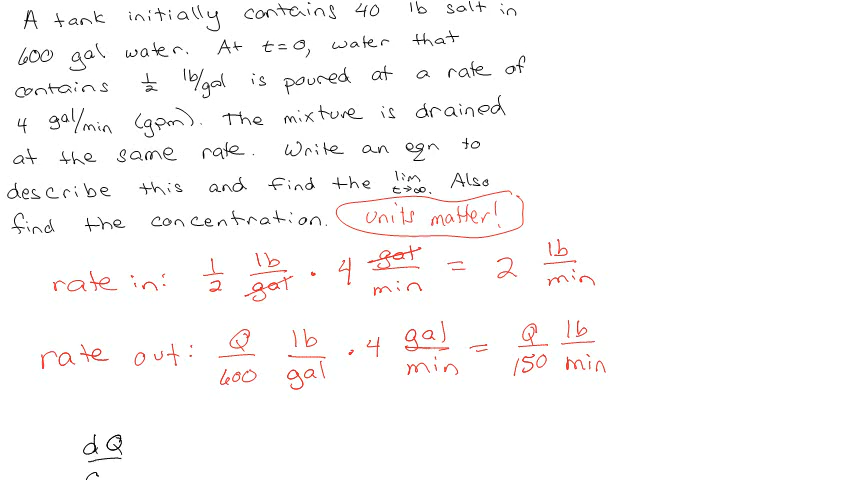 A tank initially contains 40 lb salt in
600 gal water. At t=0, water that
contains 1/2 lb/gal is poured at a rate of
4 gal/min (gpm). The mixture is drained
at the same rate. Write an eqn to
describe this and find the lim t→∞. Also
find the concentration. units matter!
rate in: 1/2 lb/gal · 4 gal/min = 2 lb/min
rate out: Q/600 lb/gal · 4 gal/min = Q/150 lb/min
dQ